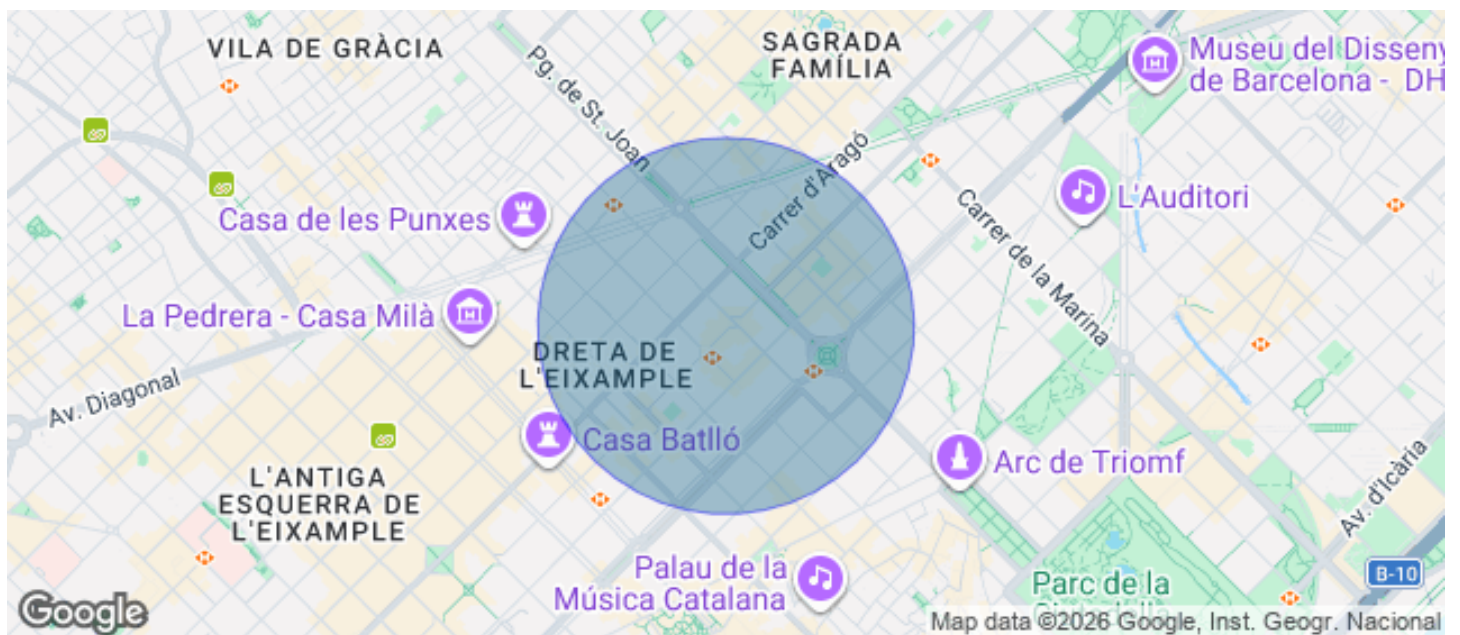 VILA DE GRÀCIA
Pg. de St. Joan
SAGRADA
FAMÍLIA
Museu del Disseny
de Barcelona - DH
Carrer d'Aragó
L'Auditori
Casa de les Punxes
Carrer de la Marina
La Pedrera - Casa Milà
DRETA DE
L'EIXAMPLE
Av. Diagonal
Casa Batlló
Arc de Triomf
L'ANTIGA
ESQUERRA DE
L'EIXAMPLE
Av. d'Icària
Palau de la
Música Catalana
B-10
Parc de la
Ciutadella
Google
Map data ©2026 Google, Inst. Geogr. Nacional